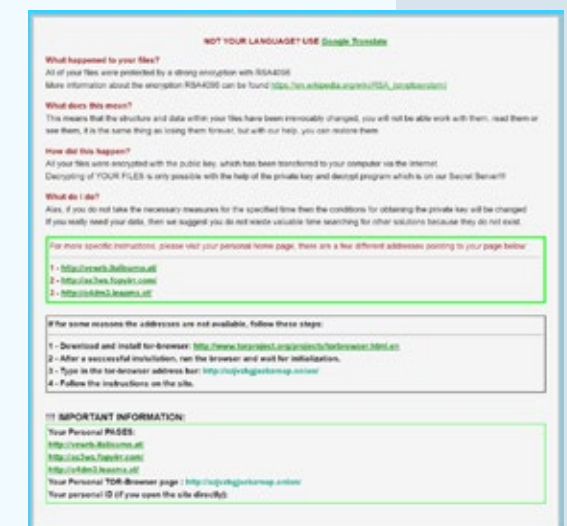 NOT YOUR LANGUAGE? USE Google Translate
What happened to your files?
All of your files were protected by a strong encryption with RSA4096
More information about the encryption RSA4096 can be found
What does this mean?
This means that the structure and data within your files have been irrevocably changed, you will not be able work with them, read them or
see them, it is the same thing as losing them forever, but with our help, you can restore them
How did this happen?
All your files were encrypted with the public key, which has been transferred to your computer via the Internet.
Decrypting of YOUR FILES is only possible with the help of the private key and decrypt program which is on our Secret Server!!!
What do I do?
Alas, if you do not take the necessary measures for the specified time then the conditions for obtaining the private key will be changed
If you really need your data, then we suggest you do not waste valuable time searching for other solutions because they do not exist.
For more specific instructions, please visit your personal home page, there are a few different addresses pointing to your page below:
1 -
2 -
3 -
If for some reasons the addresses are not available, follow these steps:
1 - Download and install tor-browser: http://www.torproject.org/projects/torbrowser.html.en
2 - After a successful installation, run the browser and wait for initialization.
3 - Type in the tor-browser address bar:
4 - Follow the instructions on the site.
!!! IMPORTANT INFORMATION:
Your Personal PAGES:
Your Personal TOR-Browser page :
Your personal ID (if you open the site directly):